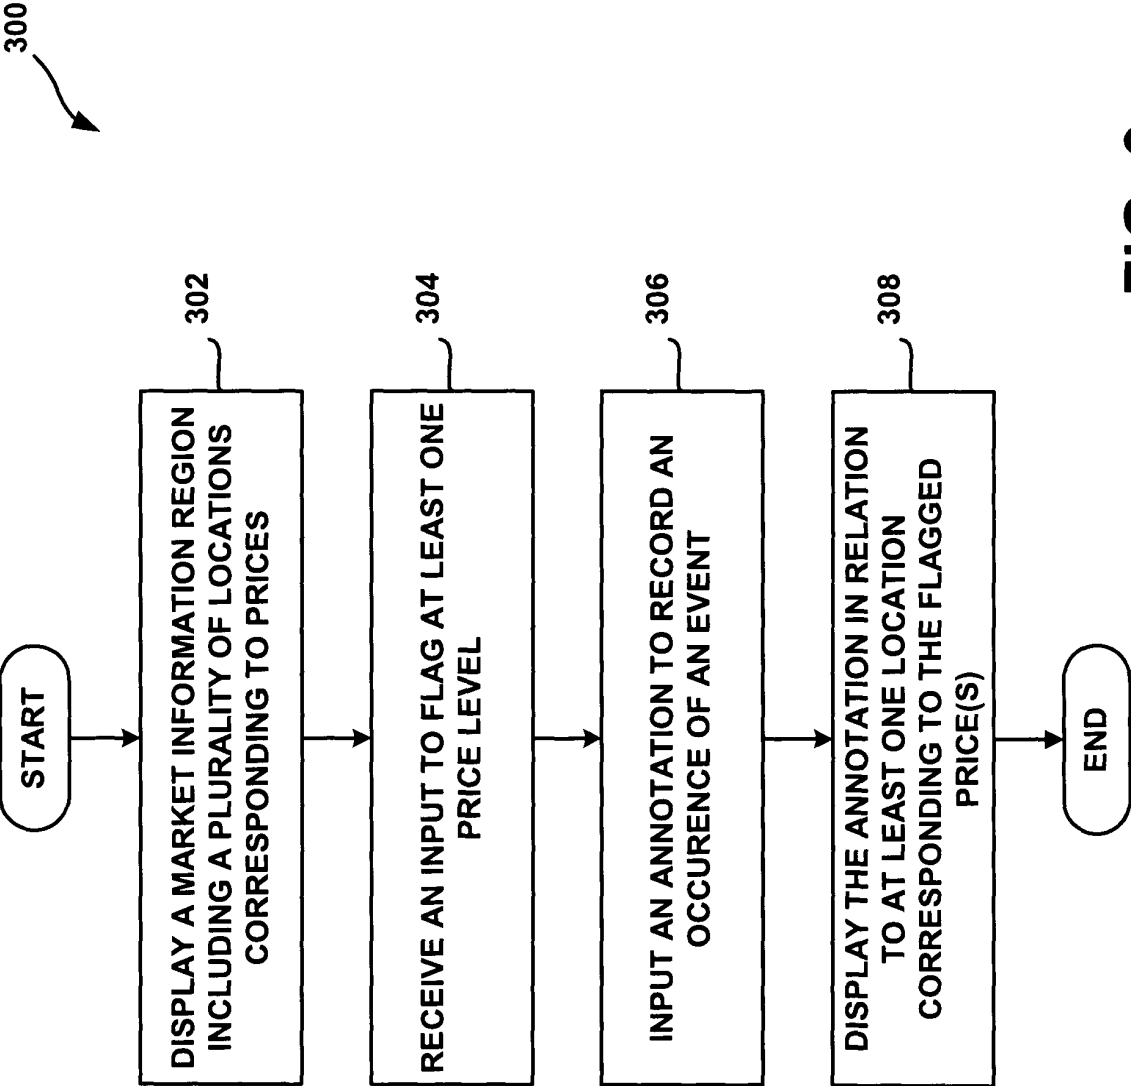 300
START
DISPLAY A MARKET INFORMATION REGION
INCLUDING A PLURALITY OF LOCATIONS
CORRESPONDING TO PRICES
302
RECEIVE AN INPUT TO FLAG AT LEAST ONE
PRICE LEVEL
304
INPUT AN ANNOTATION TO RECORD AN
OCCURENCE OF AN EVENT
306
DISPLAY THE ANNOTATION IN RELATION
TO AT LEAST ONE LOCATION
CORRESPONDING TO THE FLAGGED
PRICE(S)
308
END